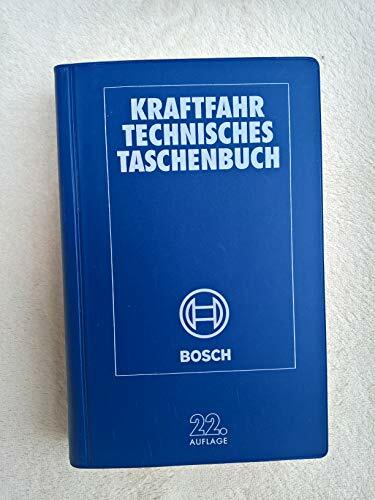 KRAFTFAHR
TECHNISCHES
TASCHENBUCH
BOSCH
22.
AUFLAGE